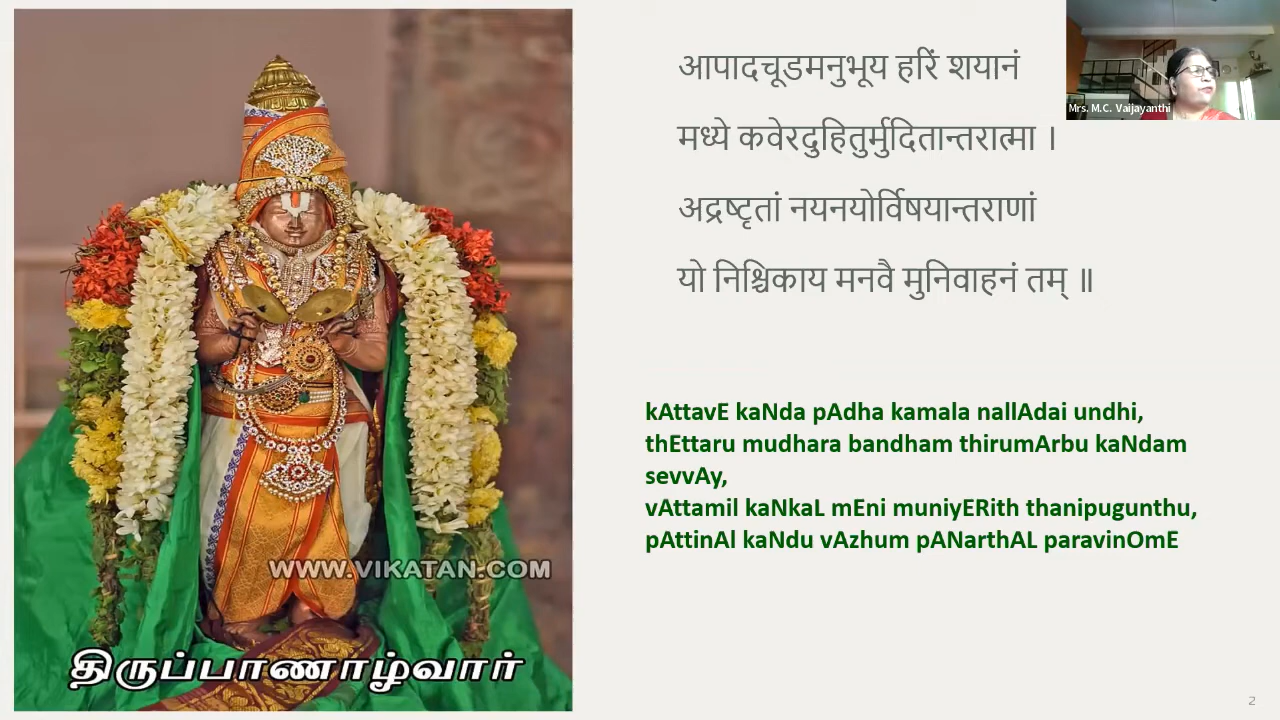 आपादचूडमनुभूय हरिं शयानं
मध्ये कवेरदुहितुर्मुदितान्तरात्मा ।
अद्रष्टृतां नयनयोर्विषयान्तराणां
यो निश्चिकाय मनवै मुनिवाहनं तम् ॥
Mrs. M.C. Vaijayanthi
kAttavE kaNda pAdha kamala nallAdai undhi,
thEttaru mudhara bandham thirumArbu kaNdam
sevvAy,
vAttamil kaNkaL mEni muniyERith thanipugunthu,
pAttinAl kaNdu vAzhum pANarthAL paravinOmE
WWW.VIKATAN.COM
திருப்பாணாழ்வார்
2